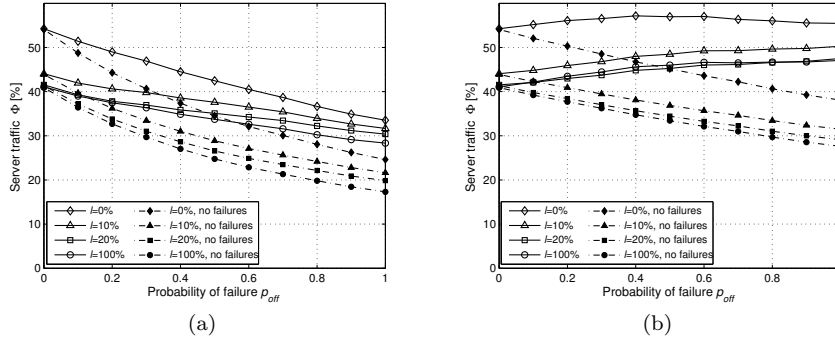 Server traffic Φ [%]
50
40
30
20
10
0
l=0%
l=10%
l=20%
l=100%
l=0%, no failures
l=10%, no failures
l=20%, no failures
l=100%, no failures
0 0.2 0.4 0.6 0.8 1
Probability of failure p_off
(a)
Server traffic Φ [%]
50
40
30
20
10
0
l=0%
l=10%
l=20%
l=100%
l=0%, no failures
l=10%, no failures
l=20%, no failures
l=100%, no failures
0 0.2 0.4 0.6 0.8
Probability of failure p_off
(b)